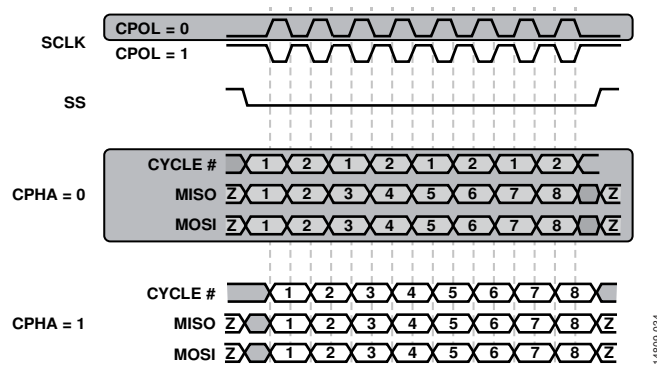 SCLK
CPOL = 0
CPOL = 1
SS
CPHA = 0
CYCLE # 1 2 1 2 1 2 1 2
MISO Z 1 2 3 4 5 6 7 8 Z
MOSI Z 1 2 3 4 5 6 7 8 Z
CPHA = 1
CYCLE # 1 2 3 4 5 6 7 8
MISO Z 1 2 3 4 5 6 7 8 Z
MOSI Z 1 2 3 4 5 6 7 8 Z